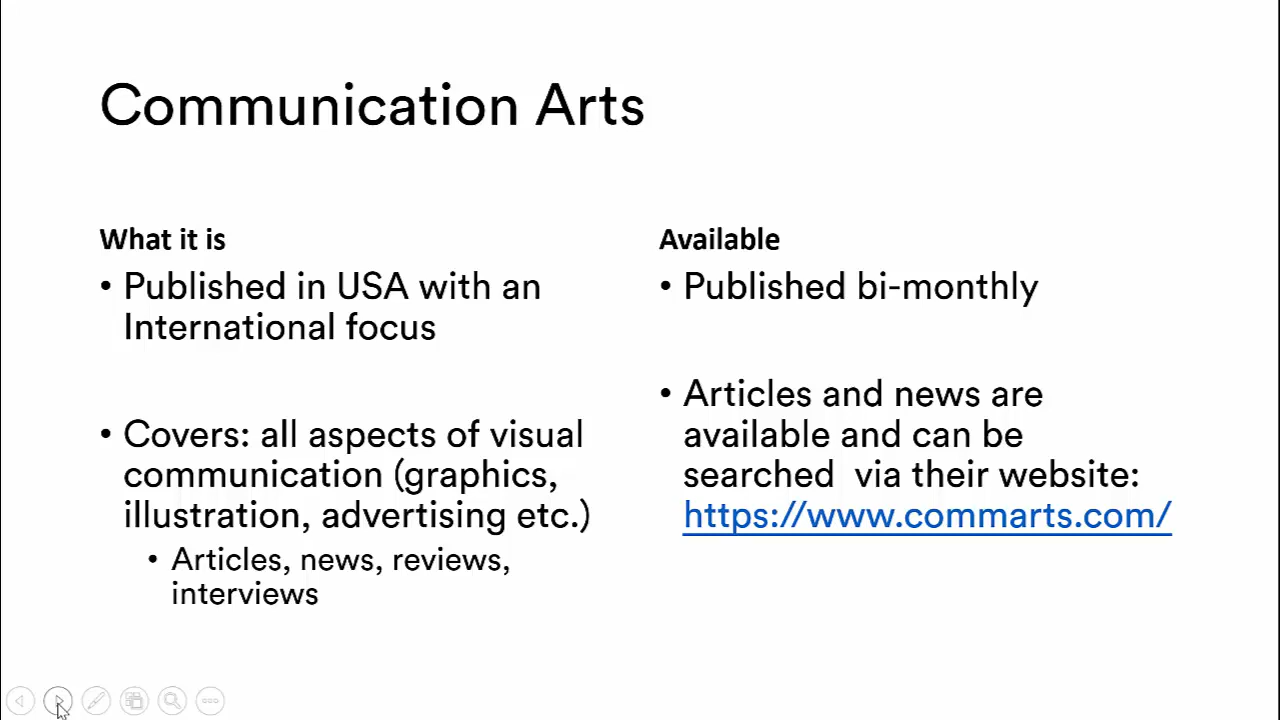 Communication Arts
What it is
• Published in USA with an
International focus
• Covers: all aspects of visual
communication (graphics,
illustration, advertising etc.)
• Articles, news, reviews,
interviews
Available
• Published bi-monthly
• Articles and news are
available and can be
searched  via their website:
https://www.commarts.com/